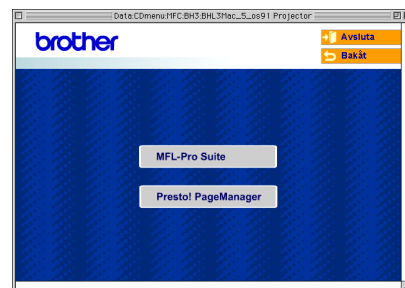 Data:CDmenu:MFC:BH3:BHL3Mac_5_os91 Projector
brother
Avsluta
Bakåt
MFL-Pro Suite
Presto! PageManager